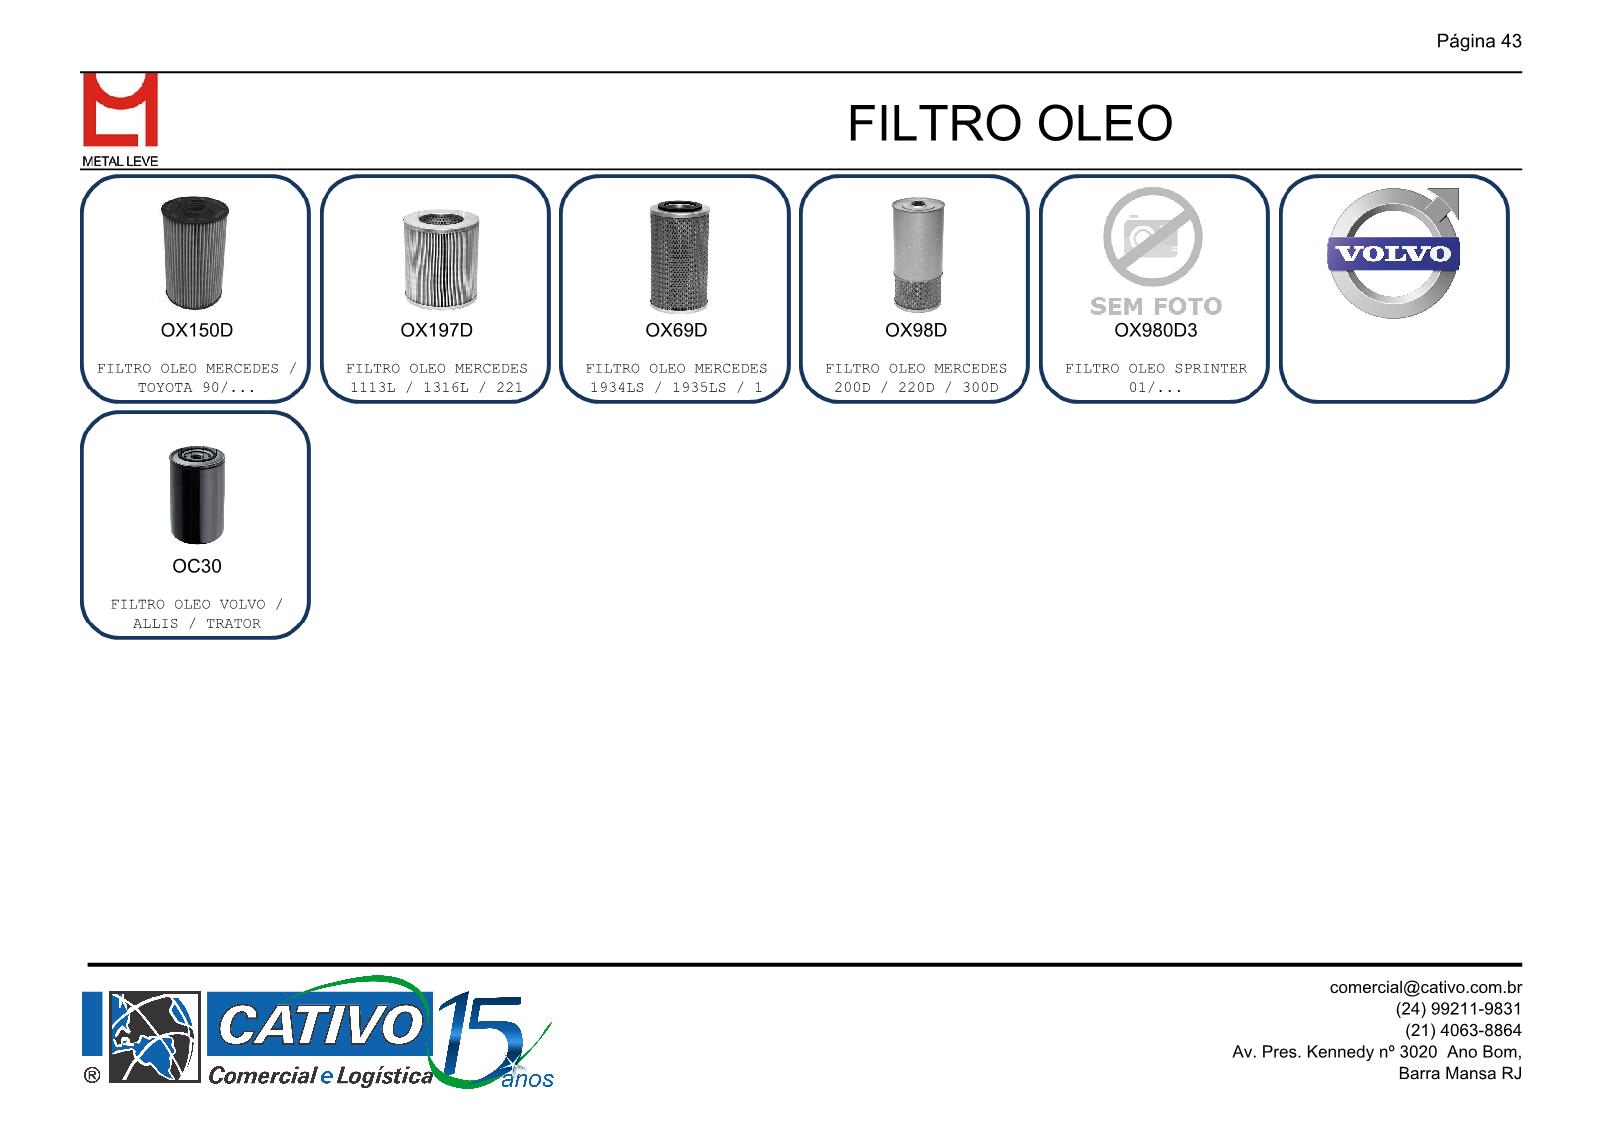 Página 43
METAL LEVE
FILTRO OLEO
OX150D
FILTRO OLEO MERCEDES /
TOYOTA 90/...
OX197D
FILTRO OLEO MERCEDES
1113L / 1316L / 221
OX69D
FILTRO OLEO MERCEDES
1934LS / 1935LS / 1
OX98D
FILTRO OLEO MERCEDES
200D / 220D / 300D
SEM FOTO
OX980D3
FILTRO OLEO SPRINTER
01/...
VOLVO
OC30
FILTRO OLEO VOLVO /
ALLIS / TRATOR
CATIVO
15
anos
® Comercial e Logística
comercial@cativo.com.br
(24) 99211-9831
(21) 4063-8864
Av. Pres. Kennedy nº 3020  Ano Bom,
Barra Mansa RJ